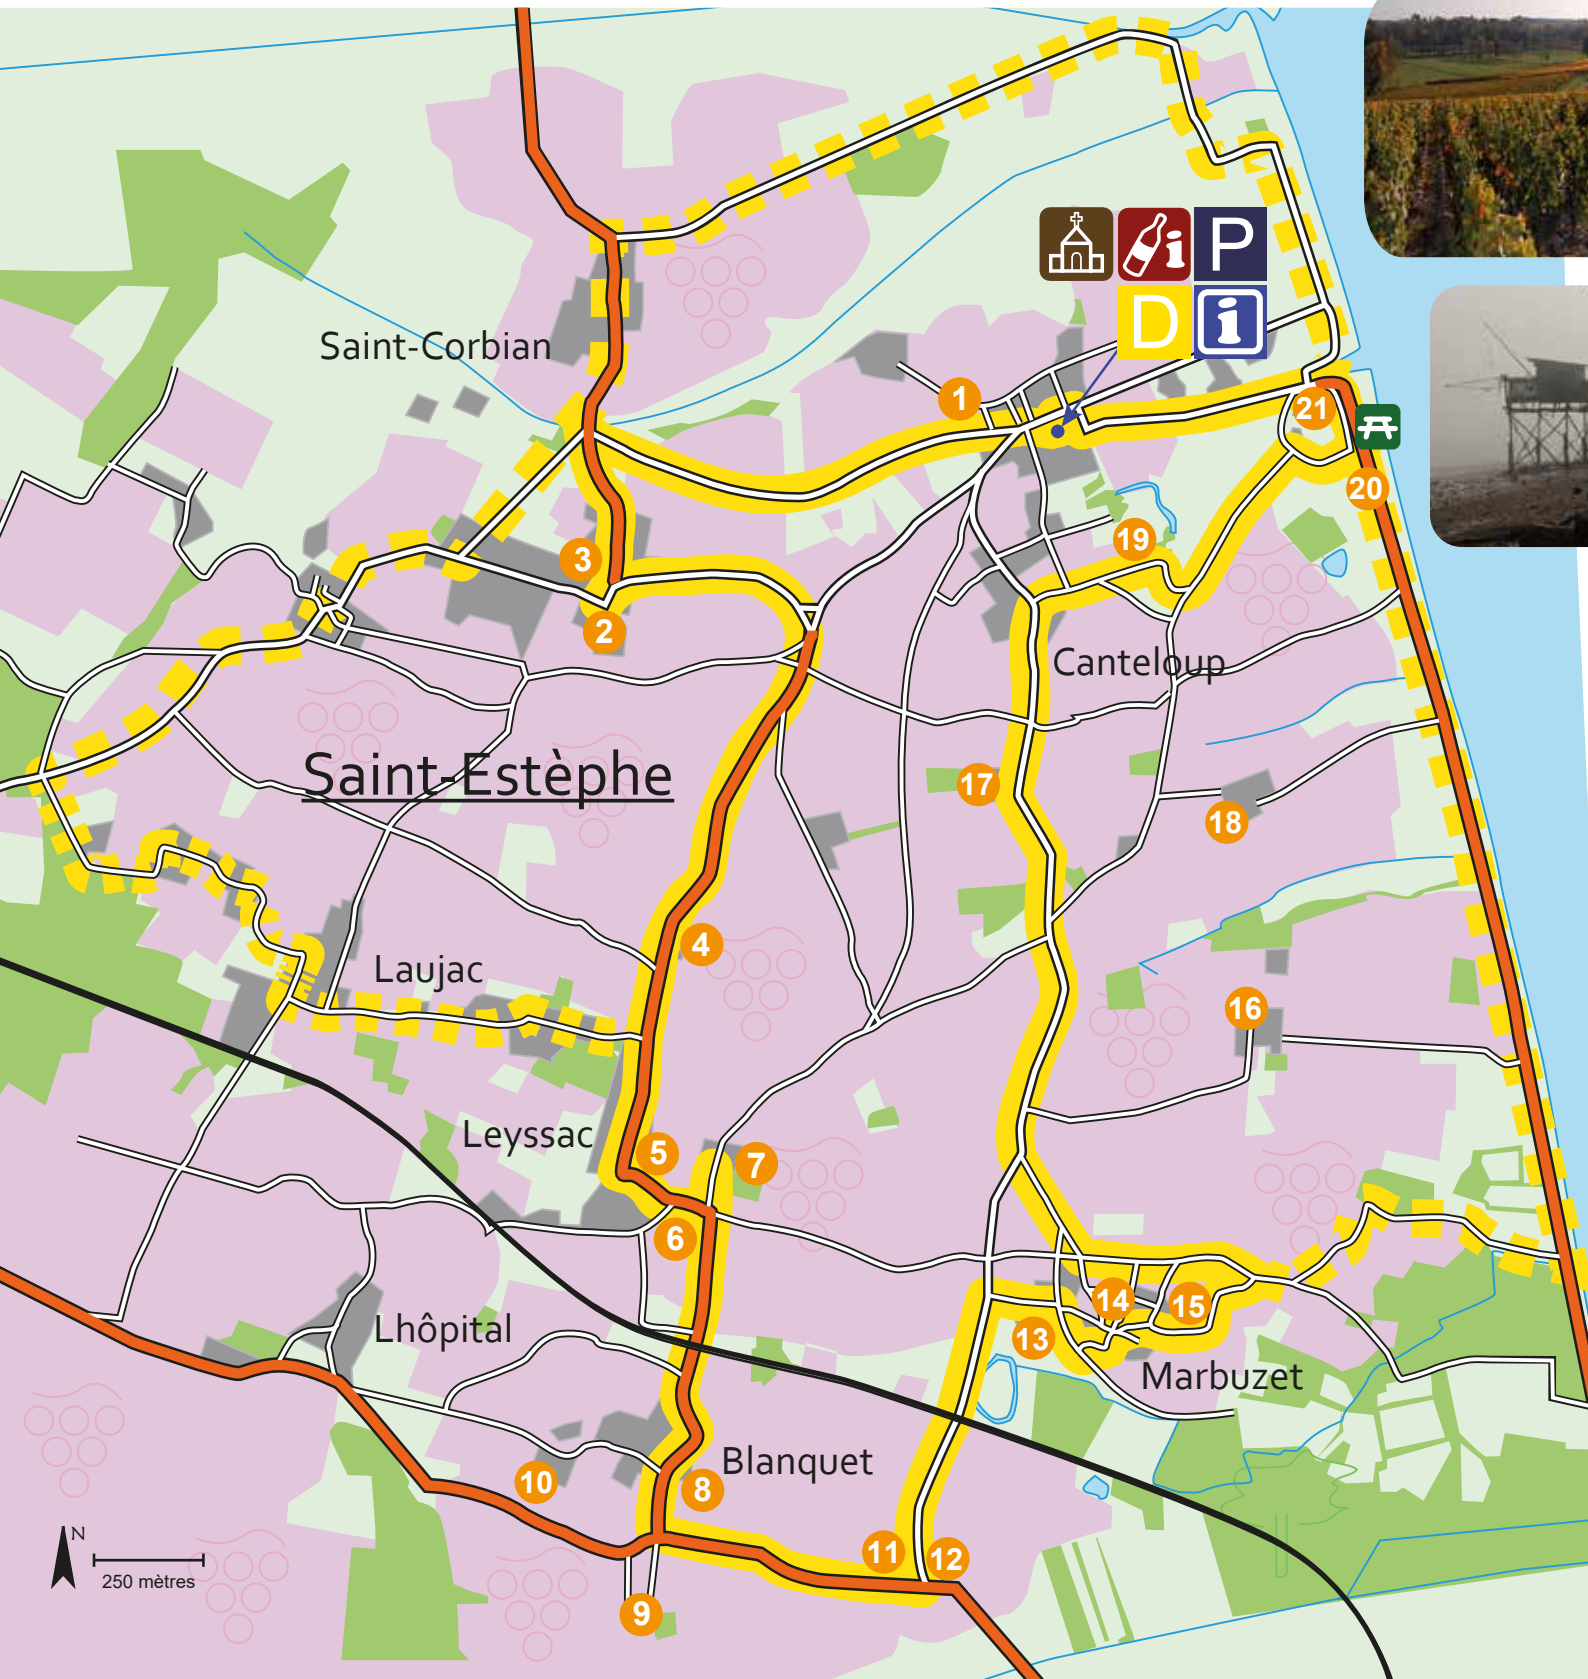 P
D
i
Saint-Corbian
1
21
20
3
19
2
Canteloup
Saint-Estèphe
17
18
4
Laujac
16
Leyssac
5
7
6
14
15
Lhôpital
13
Marbuzet
Blanquet
10
8
N
11
12
250 mètres
9